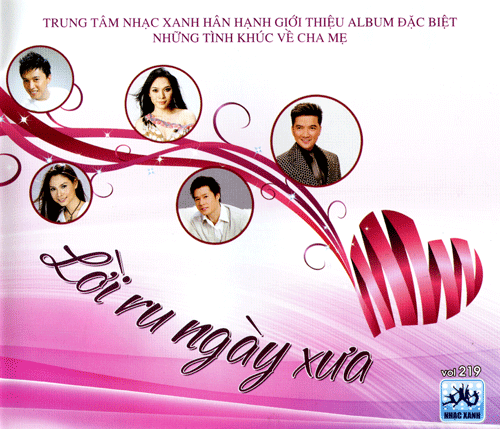 TRUNG TÂM NHẠC XANH HÂN HẠNH GIỚI THIỆU ALBUM ĐẶC BIỆT
NHỮNG TÌNH KHÚC VỀ CHA MẸ
Lời ru ngày xưa
vol 219
NHẠC XANH